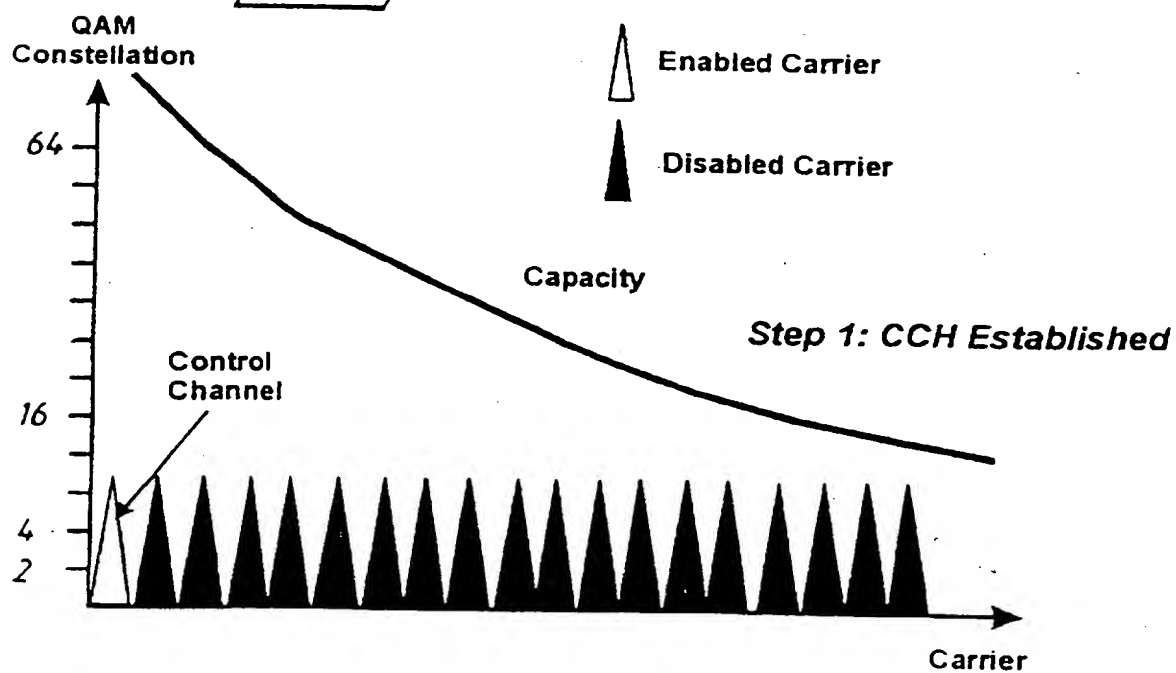 QAM
Constellation
Enabled Carrier
64
Disabled Carrier
Capacity
Step 1: CCH Established
Control
Channel
16
4
2
Carrier